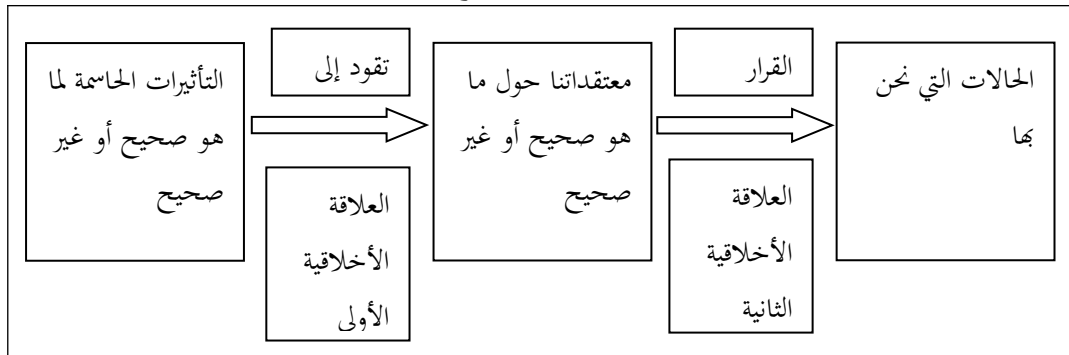 التأثيرات الحاسمة لما
هو صحيح أو غير
صحيح
تقود إلى
العلاقة
الأخلاقية
الأولى
معتقداتنا حول ما
هو صحيح أو غير
صحيح
القرار
العلاقة
الأخلاقية
الثانية
الحالات التي نحن
بها